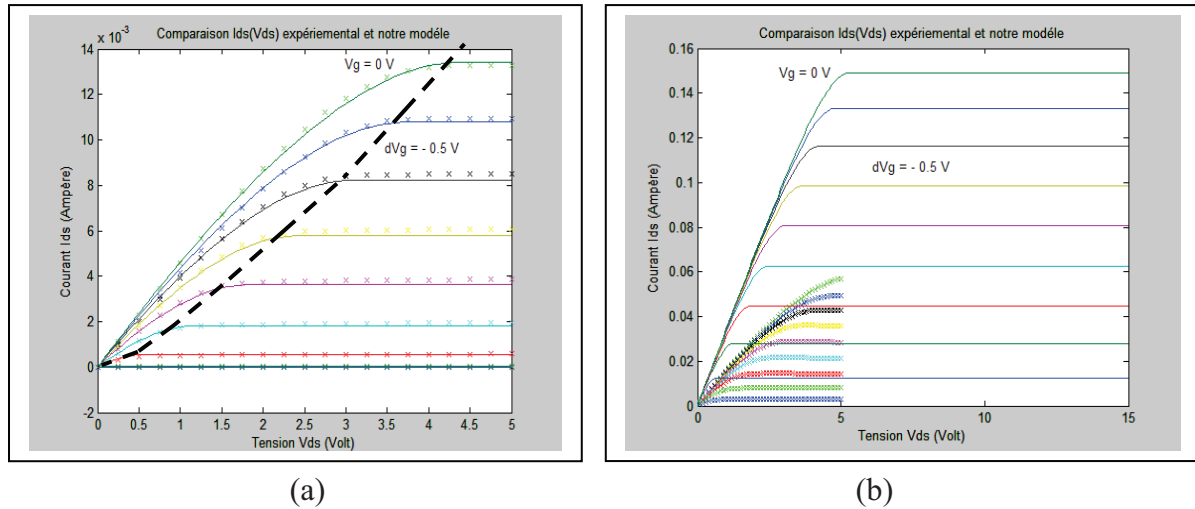 Comparaison Ids(Vds) expériemental et notre modéle
x 10⁻³
14
12
10
8
6
4
2
0
-2
Courant Ids (Ampère)
Vg = 0 V
dVg = - 0.5 V
0 0.5 1 1.5 2 2.5 3 3.5 4 4.5 5
Tension Vds (Volt)
(a)
Comparaison Ids(Vds) expériemental et notre modéle
0.16
0.14
0.12
0.1
0.08
0.06
0.04
0.02
0
Courant Ids (Ampère)
Vg = 0 V
dVg = - 0.5 V
0 5 10 15
Tension Vds (Volt)
(b)